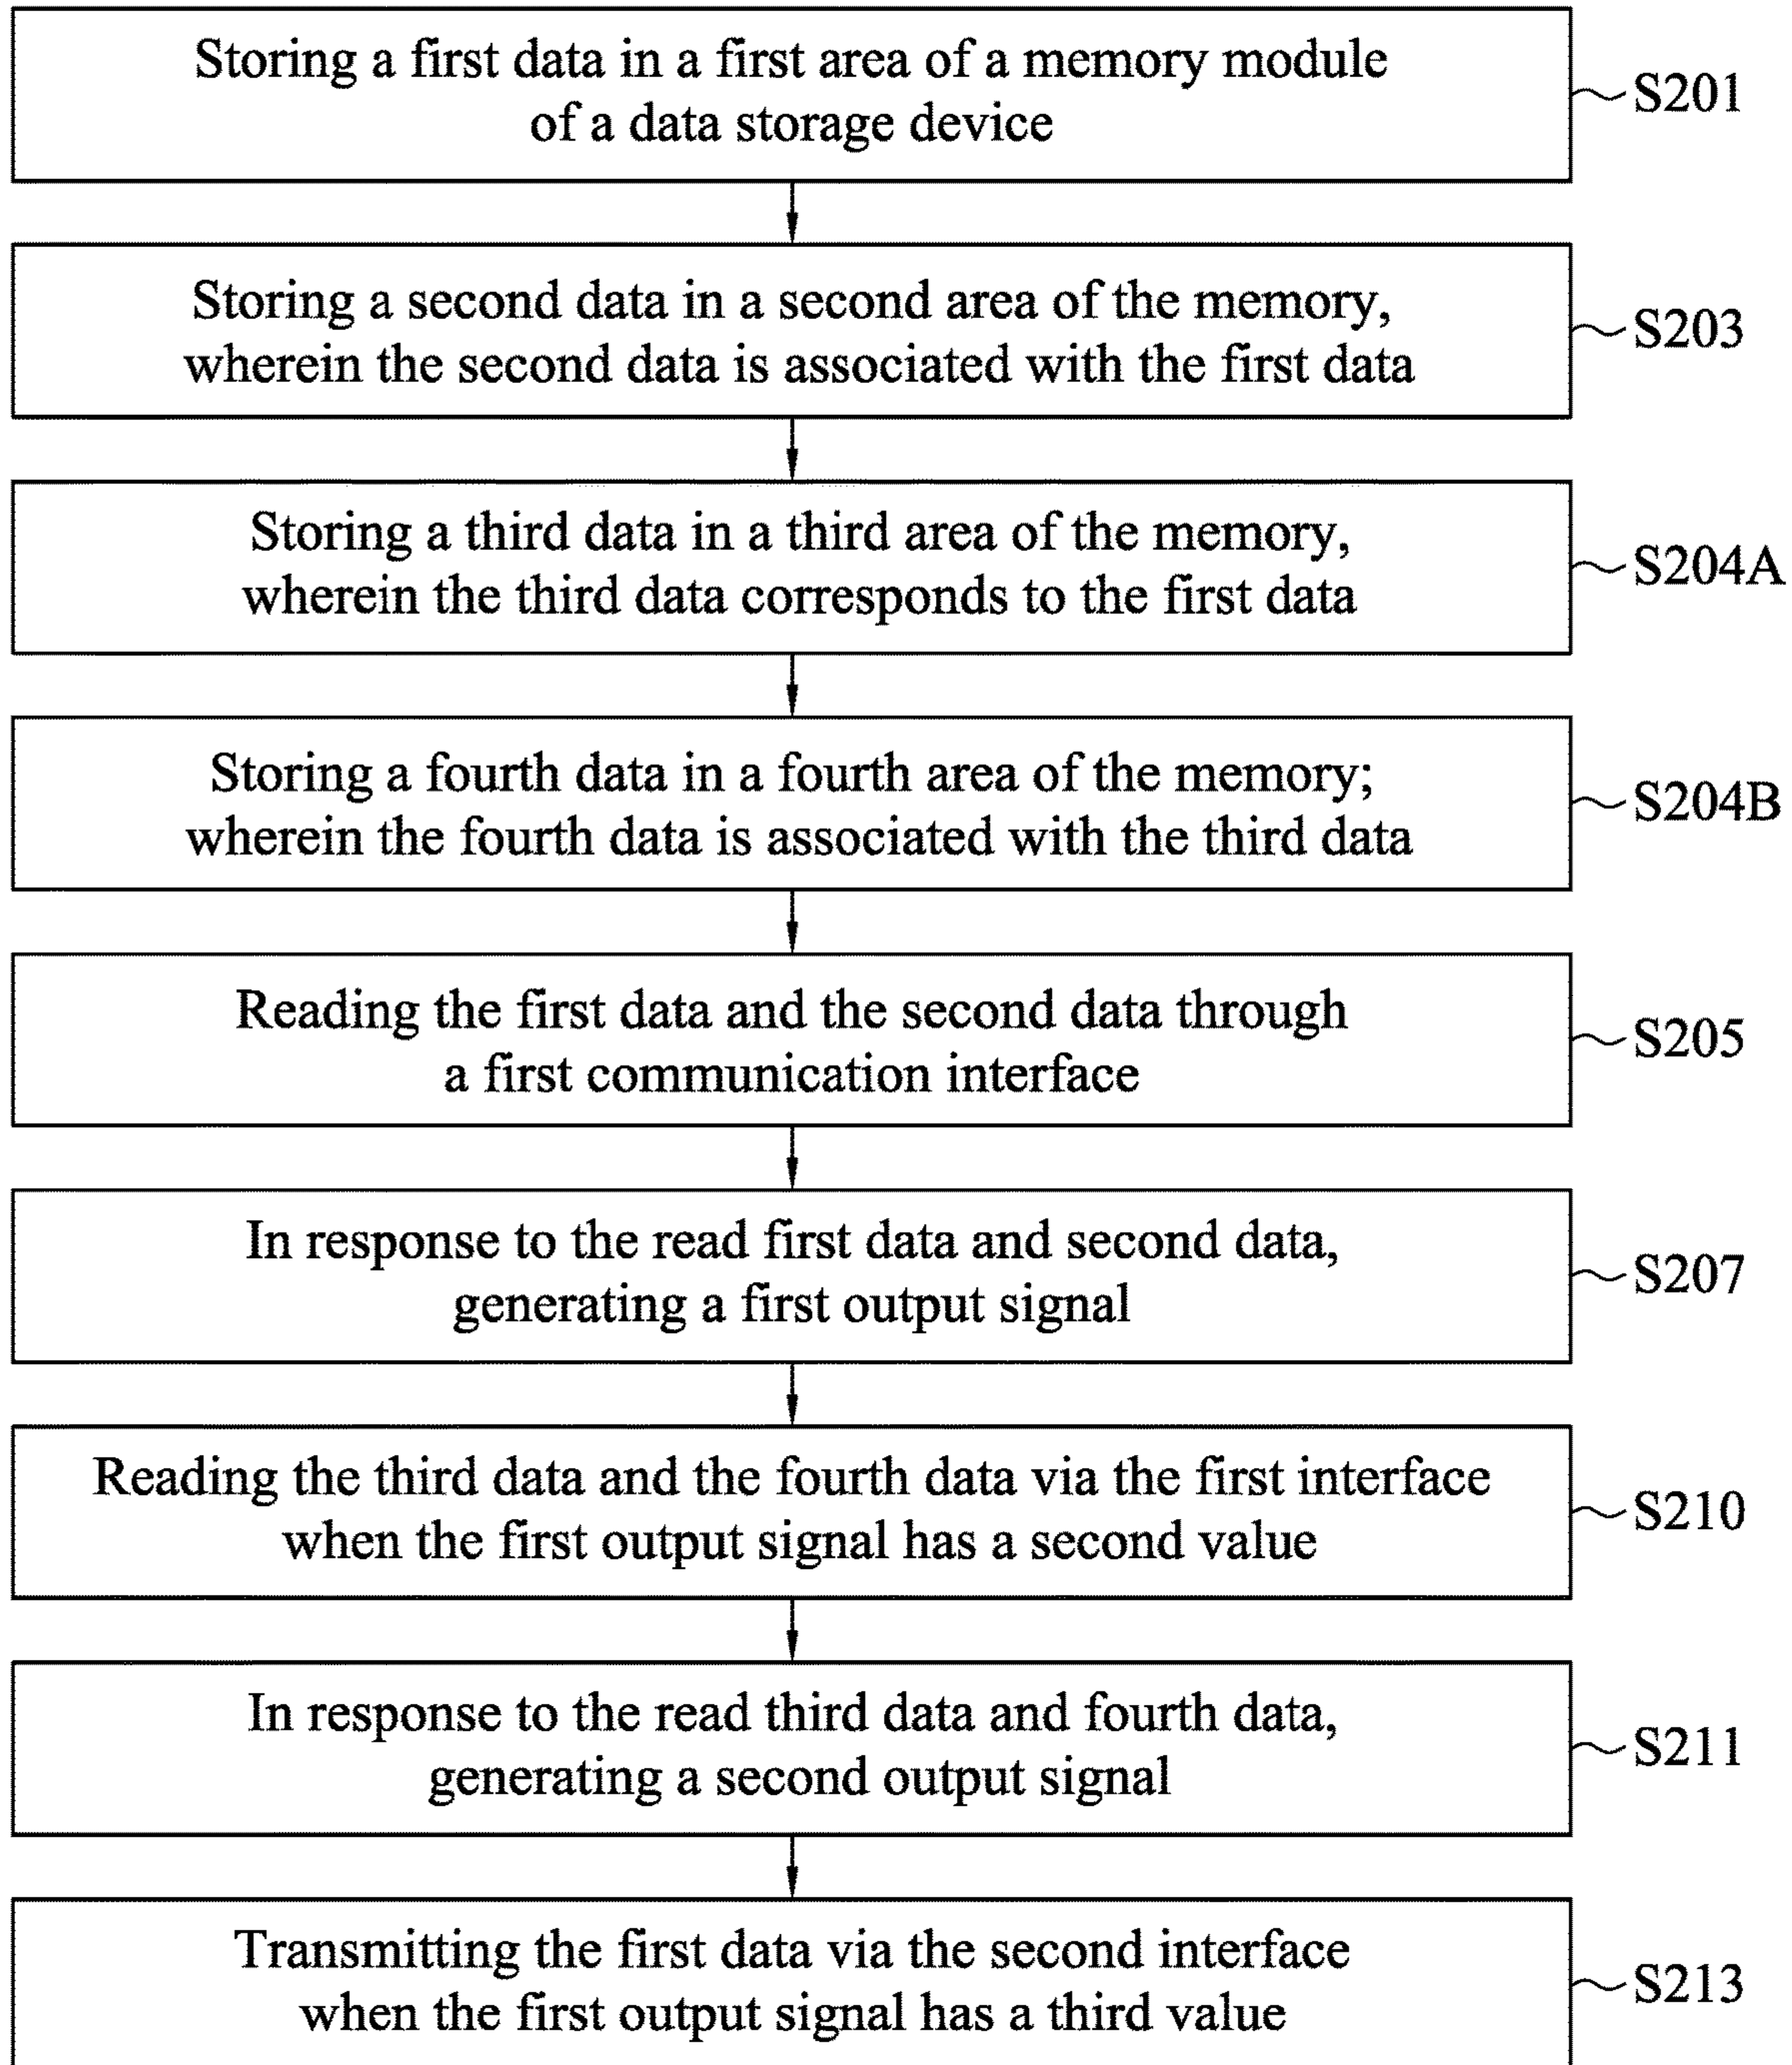 Storing a first data in a first area of a memory module
of a data storage device
S201
Storing a second data in a second area of the memory,
wherein the second data is associated with the first data
S203
Storing a third data in a third area of the memory,
wherein the third data corresponds to the first data
S204A
Storing a fourth data in a fourth area of the memory;
wherein the fourth data is associated with the third data
S204B
Reading the first data and the second data through
a first communication interface
S205
In response to the read first data and second data,
generating a first output signal
S207
Reading the third data and the fourth data via the first interface
when the first output signal has a second value
S210
In response to the read third data and fourth data,
generating a second output signal
S211
Transmitting the first data via the second interface
when the first output signal has a third value
S213